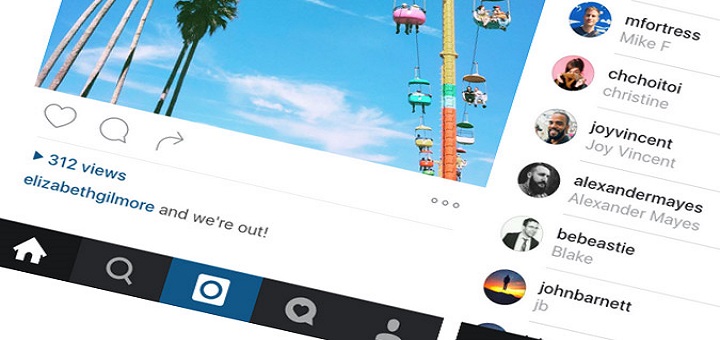 312 views
elizabethgilmore and we're out!
mfortress
Mike F
chchoitoi
christine
joyvincent
Joy Vincent
alexandermayes
Alexander Mayes
bebeastie
Blake
johnbarnett
jb